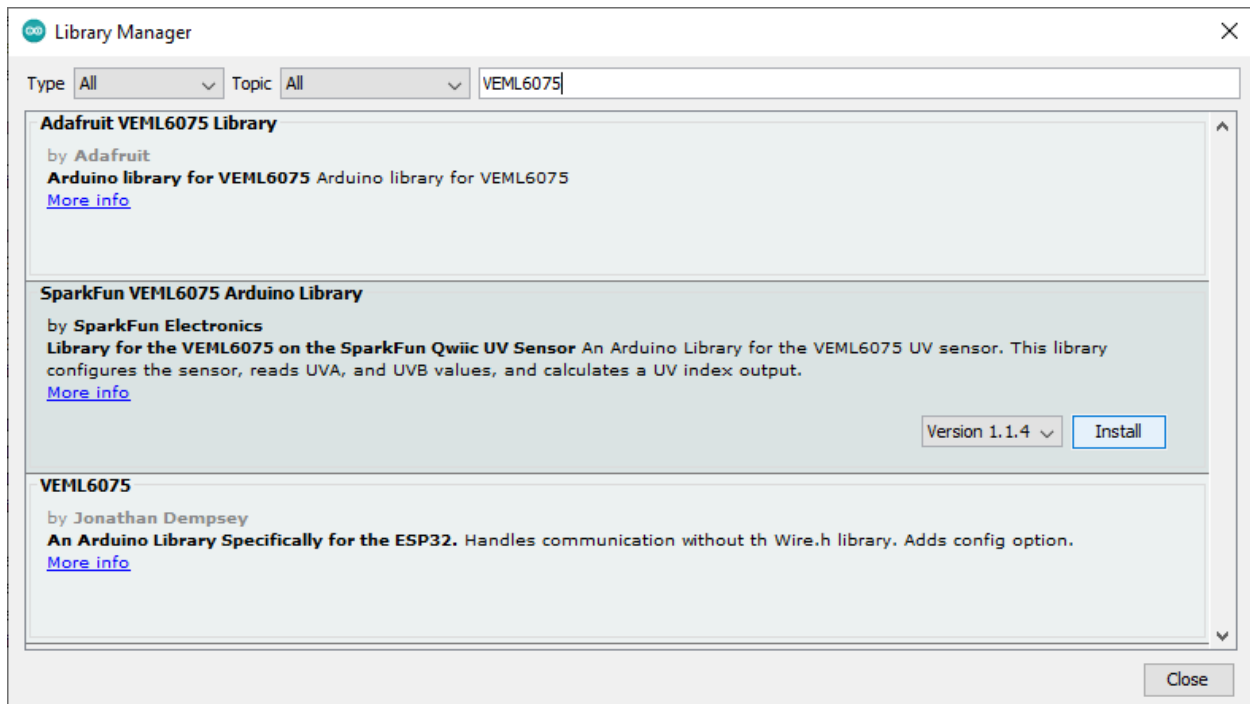 Library Manager
Type All Topic All VEML6075
Adafruit VEML6075 Library
by Adafruit
Arduino library for VEML6075 Arduino library for VEML6075
More info
SparkFun VEML6075 Arduino Library
by SparkFun Electronics
Library for the VEML6075 on the SparkFun Qwiic UV Sensor An Arduino Library for the VEML6075 UV sensor. This library
configures the sensor, reads UVA, and UVB values, and calculates a UV index output.
More info
Version 1.1.4 Install
VEML6075
by Jonathan Dempsey
An Arduino Library Specifically for the ESP32. Handles communication without th Wire.h library. Adds config option.
More info
Close